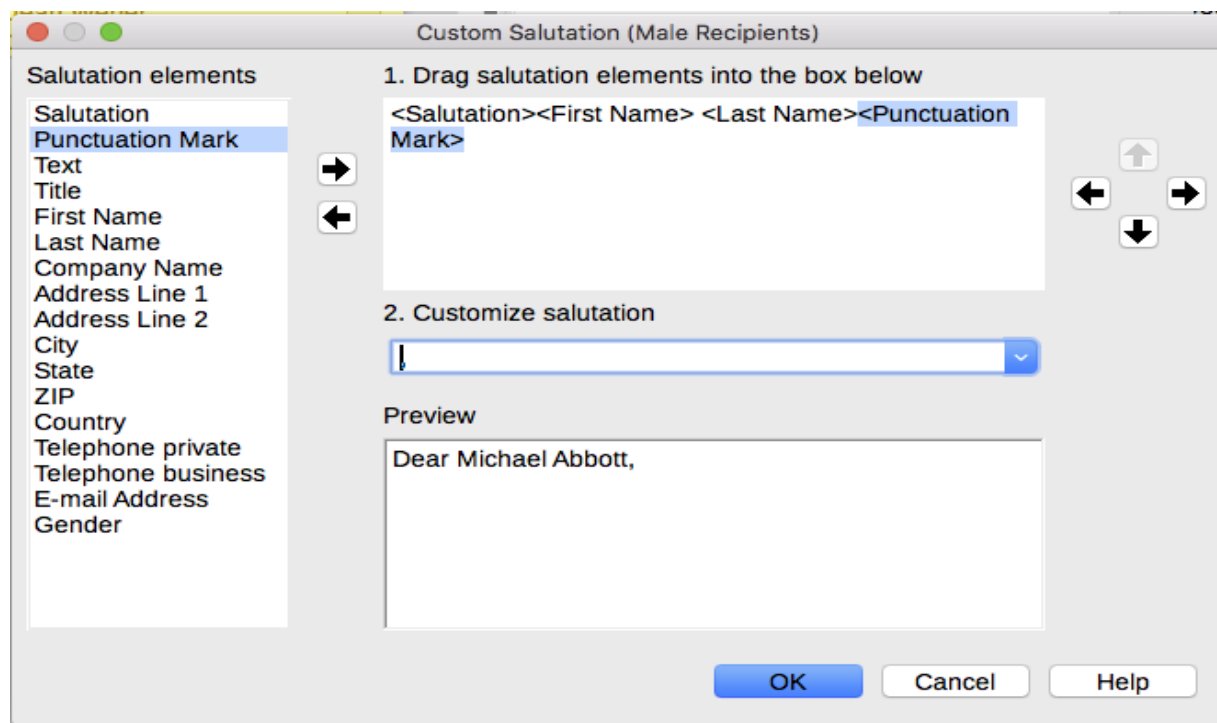 Custom Salutation (Male Recipients)
Salutation elements
Salutation
Punctuation Mark
Text
Title
First Name
Last Name
Company Name
Address Line 1
Address Line 2
City
State
ZIP
Country
Telephone private
Telephone business
E-mail Address
Gender
1. Drag salutation elements into the box below
<Salutation><First Name> <Last Name><Punctuation
Mark>
2. Customize salutation
,
Preview
Dear Michael Abbott,
OK
Cancel
Help